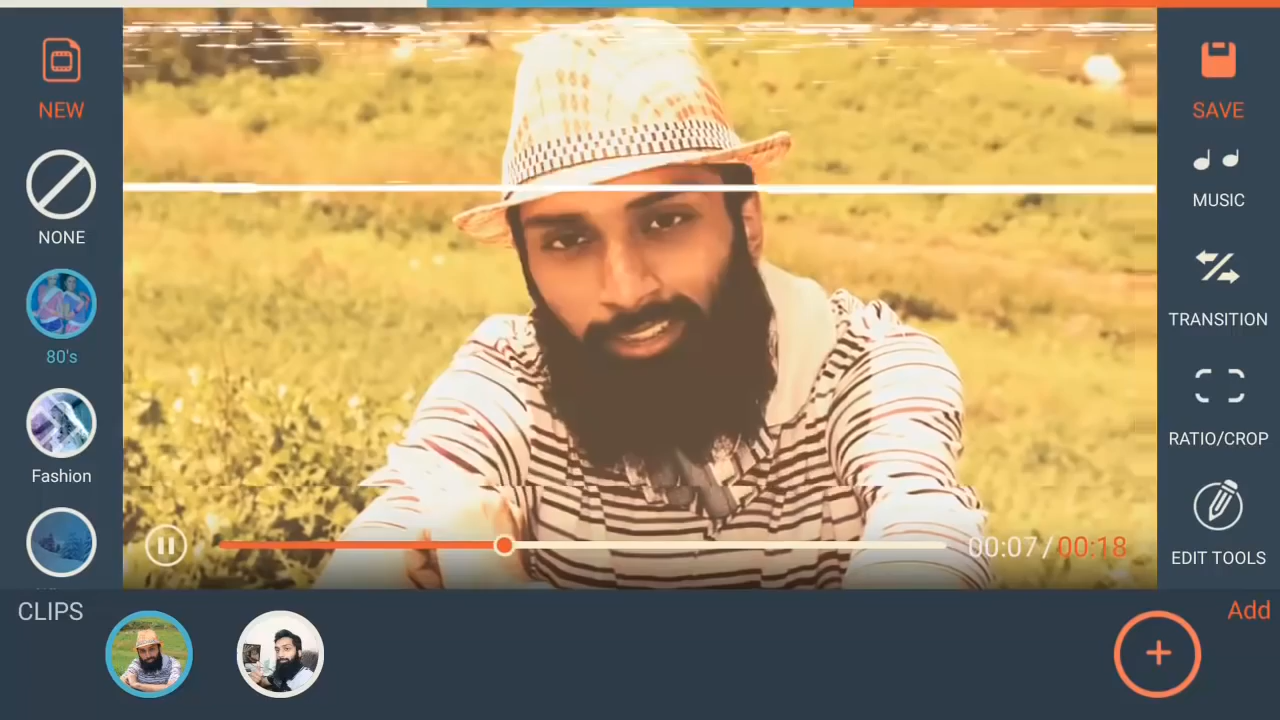 NEW
NONE
80's
Fashion
SAVE
MUSIC
TRANSITION
RATIO/CROP
EDIT TOOLS
00:07/00:18
CLIPS
Add